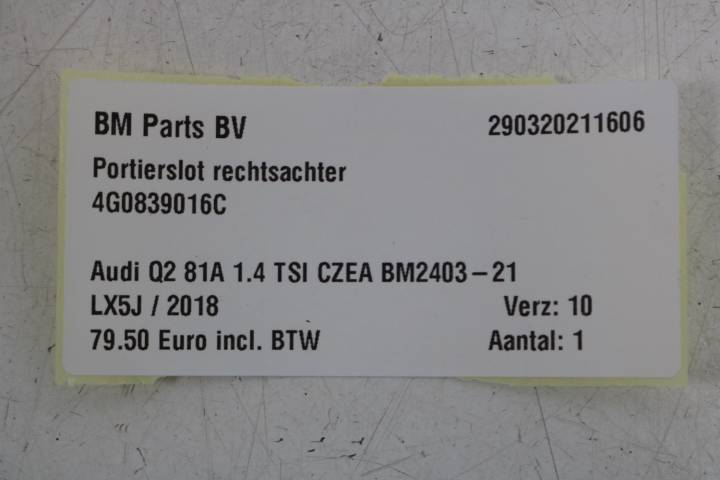 BM Parts BV 290320211606
Portierslot rechtsachter
4G0839016C
Audi Q2 81A 1.4 TSI CZEA BM2403-21
LX5J / 2018 Verz: 10
79.50 Euro incl. BTW Aantal: 1